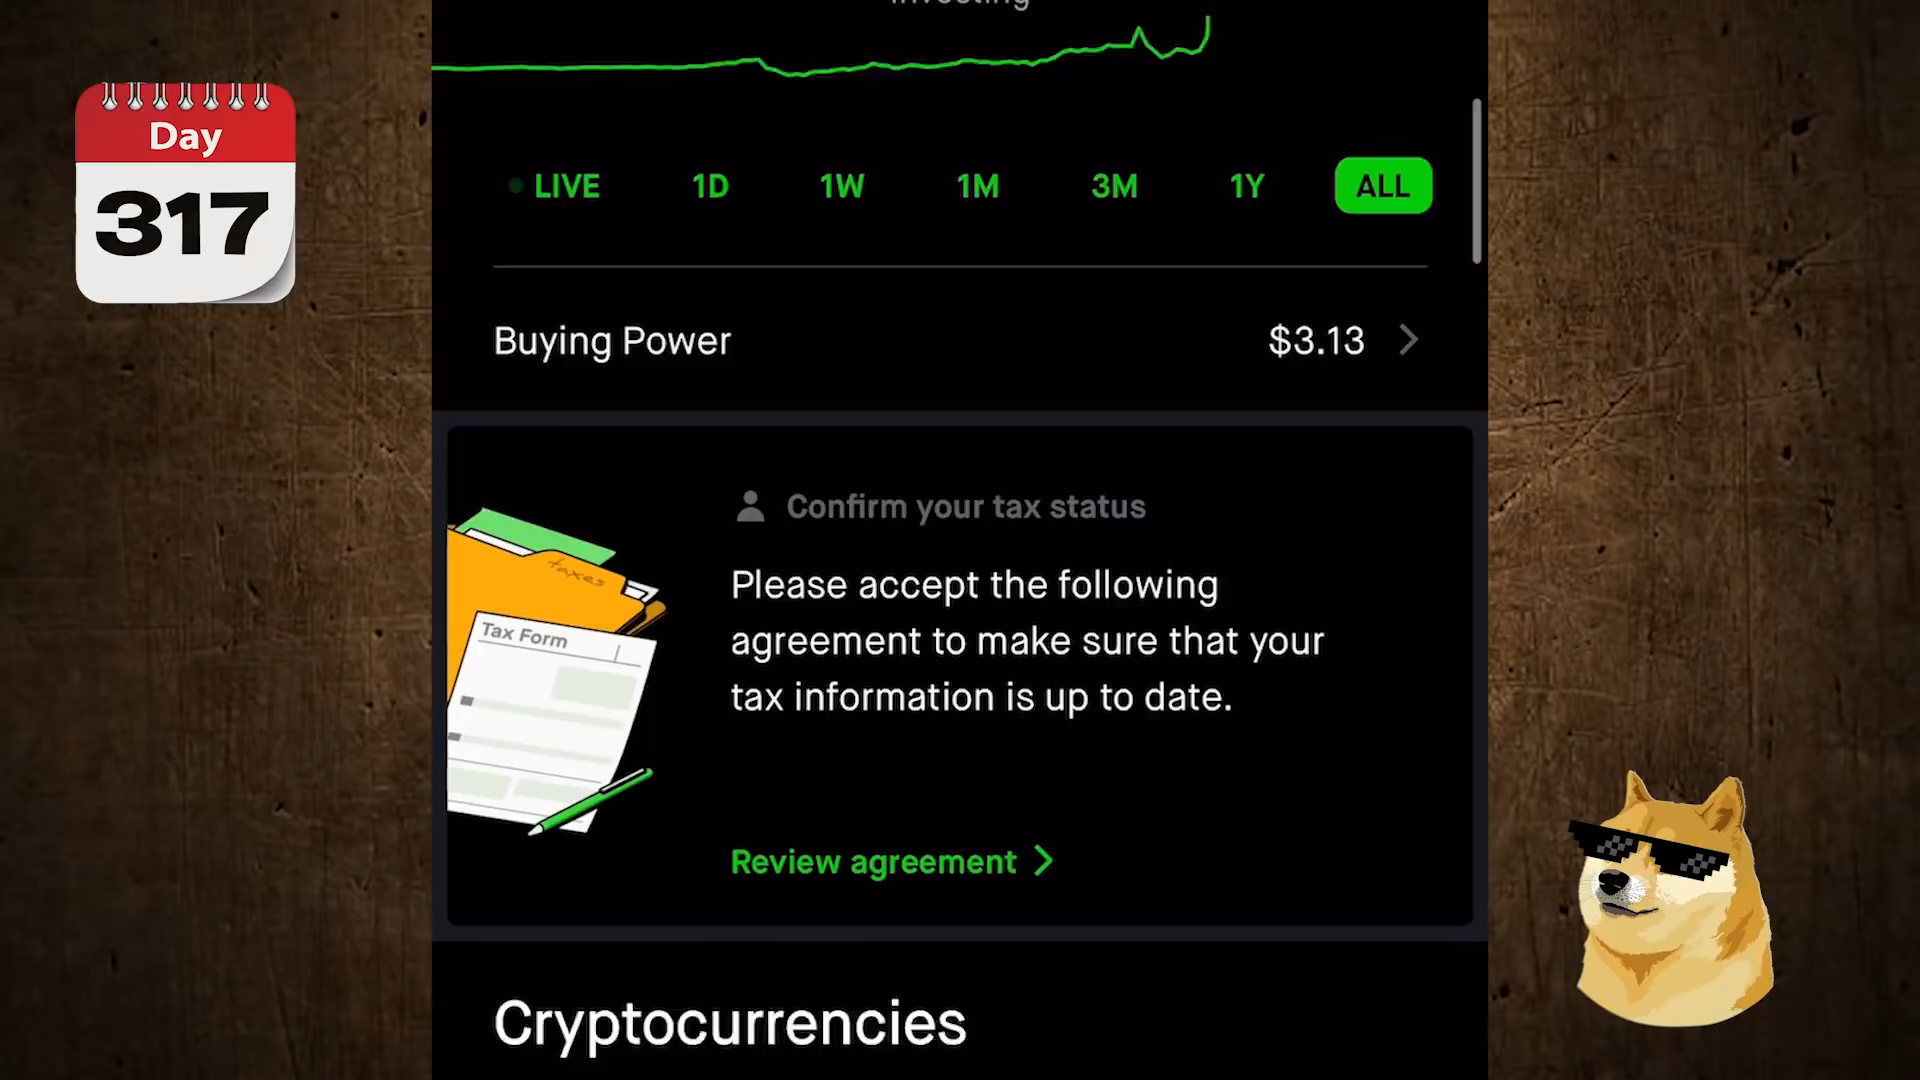 Investing
Day
317
LIVE
1D
1W
1M
3M
1Y
ALL
Buying Power
$3.13
Confirm your tax status
Please accept the following
agreement to make sure that your
tax information is up to date.
taxes
Tax Form
Review agreement
Cryptocurrencies